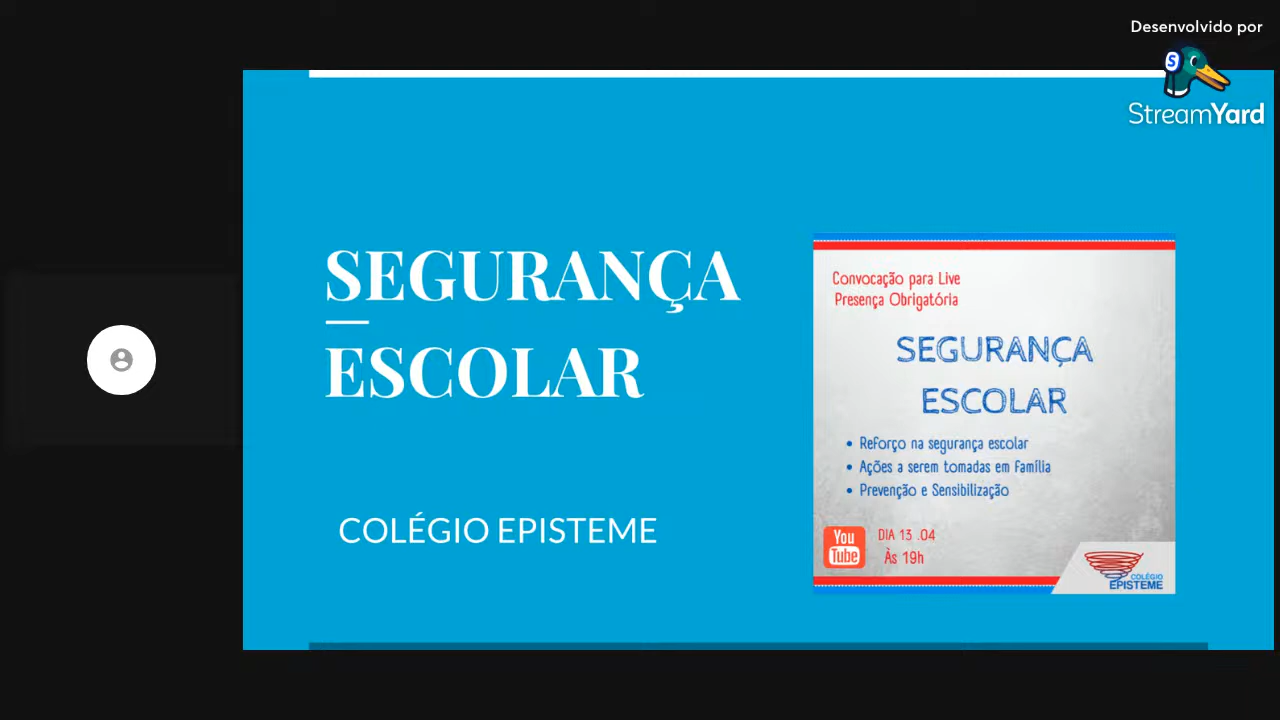 Desenvolvido por
StreamYard
SEGURANÇA
ESCOLAR
COLÉGIO EPISTEME
Convocação para Live
Presença Obrigatória
SEGURANÇA
ESCOLAR
• Reforço na segurança escolar
• Ações a serem tomadas em família
• Prevenção e Sensibilização
You
Tube
DIA 13 .04
Às 19h
COLÉGIO
EPISTEME